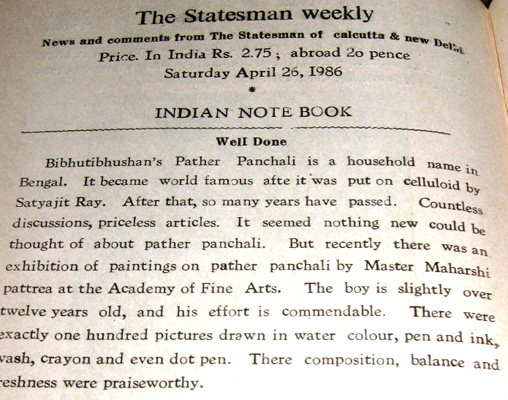 The Statesman weekly
News and comments from The Statesman of calcutta & new Delhi.
Price. In India Rs. 2.75 ; abroad 20 pence
Saturday April 26, 1986
*
INDIAN NOTE BOOK
Well Done
Bibhutibhushan's Pather Panchali is a household name in
Bengal. It became world famous afte it was put on celluloid by
Satyajit Ray. After that, so many years have passed. Countless
discussions, priceless articles. It seemed nothing new could be
thought of about pather panchali. But recently there was an
exhibition of paintings on pather panchali by Master Maharshi
pattrea at the Academy of Fine Arts. The boy is slightly over
twelve years old, and his effort is commendable. There were
exactly one hundred pictures drawn in water colour, pen and ink,
wash, crayon and even dot pen. There composition, balance and
reshness were praiseworthy.